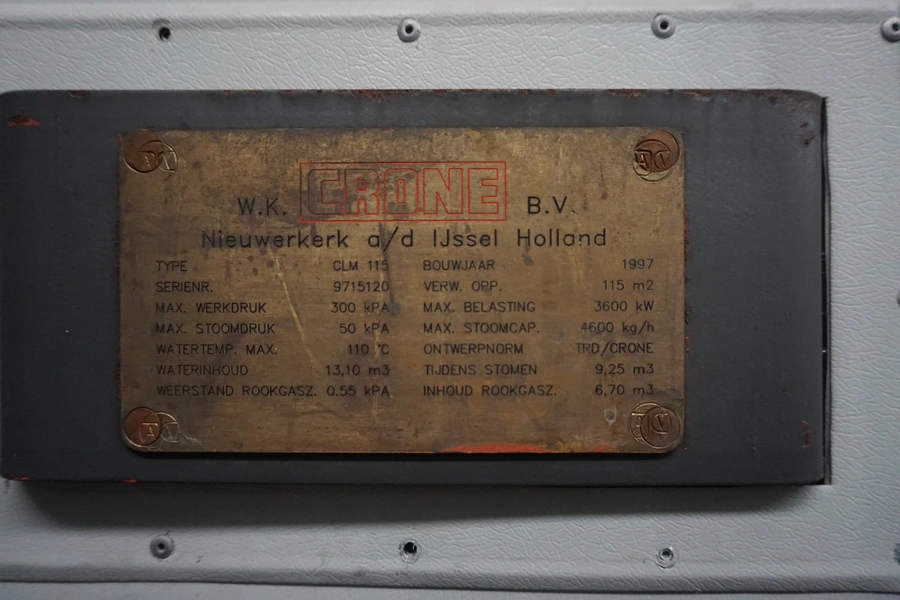 W.K. CRONE B.V.
Nieuwerkerk a/d IJssel Holland
TYPE CLM 115 BOUWJAAR 1997
SERIENR. 9715120 VERW. OPP. 115 m2
MAX. WERKDRUK 300 kPA MAX. BELASTING 3600 kW
MAX. STOOMDRUK 50 kPA MAX. STOOMCAP. 4600 kg/h
WATERTEMP. MAX. 110 °C ONTWERPNORM TRD/CRONE
WATERINHOUD 13,10 m3 TIJDENS STOMEN 9,25 m3
WEERSTAND ROOKGASZ. 0.55 kPA INHOUD ROOKGASZ. 6,70 m3